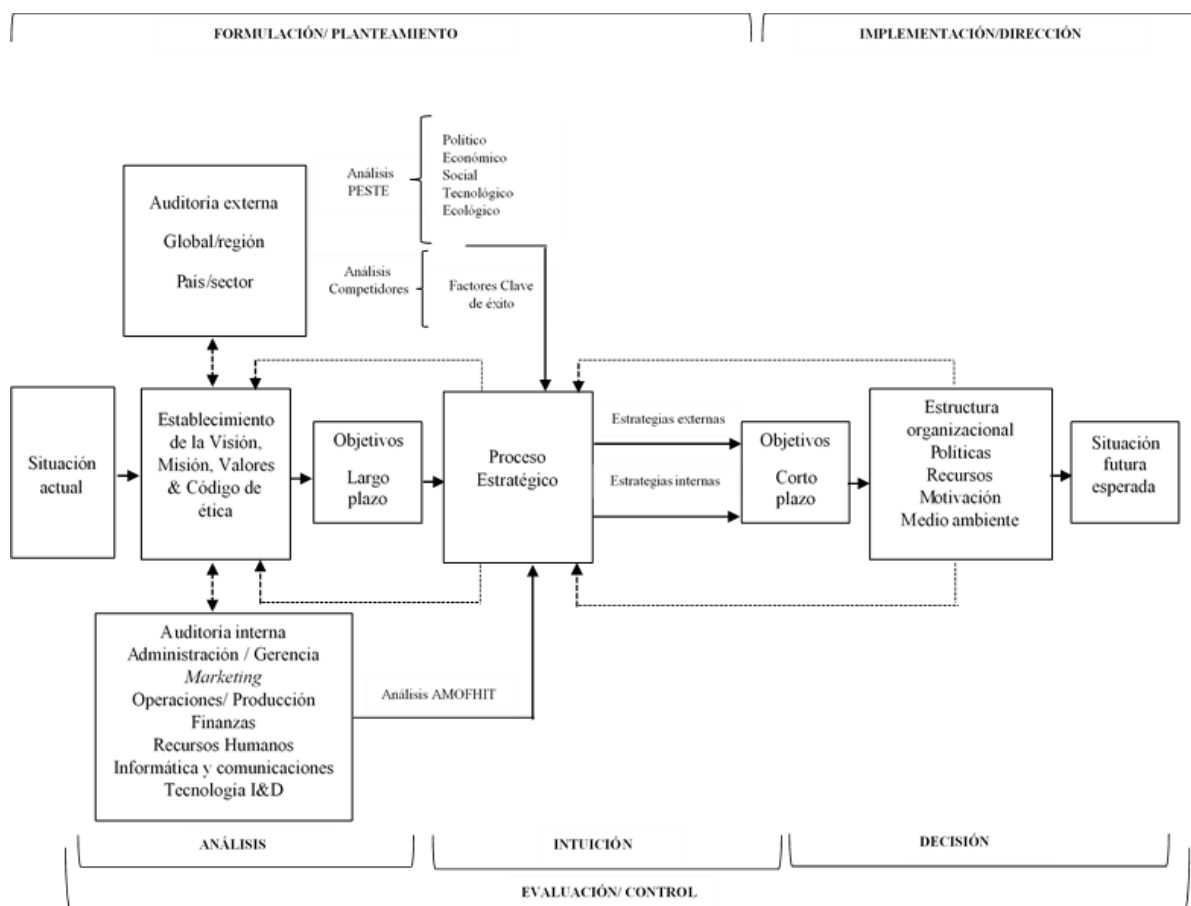 FORMULACIÓN/ PLANTEAMIENTO
IMPLEMENTACIÓN/DIRECCIÓN
Auditoría externa
Global/región
País/sector
Análisis
PESTE
Político
Económico
Social
Tecnológico
Ecológico
Análisis
Competidores
Factores Clave
de éxito
Situación
actual
Establecimiento
de la Visión,
Misión, Valores
& Código de
ética
Objetivos
Largo
plazo
Proceso
Estratégico
Estrategias externas
Estrategias internas
Objetivos
Corto
plazo
Estructura
organizacional
Políticas
Recursos
Motivación
Medio ambiente
Situación
futura
esperada
Auditoría interna
Administración / Gerencia
Marketing
Operaciones/ Producción
Finanzas
Recursos Humanos
Informática y comunicaciones
Tecnología I&D
Análisis AMOFHIT
ANÁLISIS
INTUICIÓN
DECISIÓN
EVALUACIÓN/ CONTROL